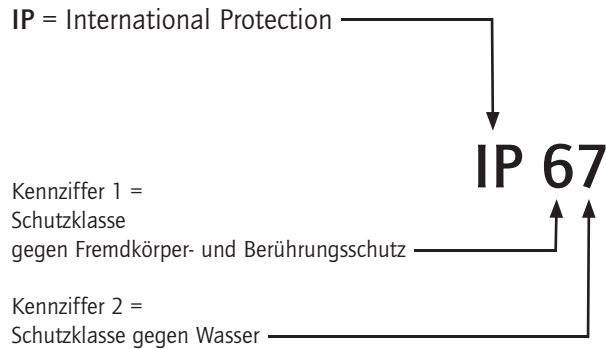 IP = International Protection
IP 67
Kennziffer 1 =
Schutzklasse
gegen Fremdkörper- und Berührungsschutz
Kennziffer 2 =
Schutzklasse gegen Wasser